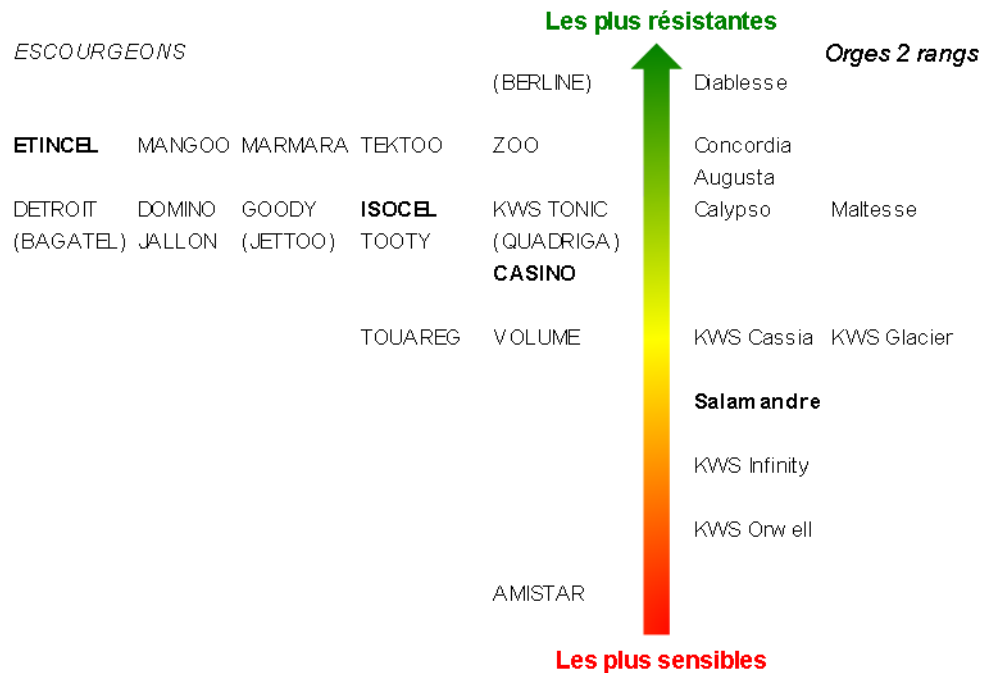 Les plus résistantes
ESCOURGEONS Orges 2 rangs
(BERLINE) Diablesse
ETINCEL MANGOO MARMARA TEKTOO ZOO Concordia
Augusta
DETROIT DOMINO GOODY ISOCEL KWS TONIC Calypso Maltesse
(BAGATEL) JALLON (JETTOO) TOOTY (QUADRIGA)
CASINO
TOUAREG VOLUME KWS Cassia KWS Glacier
Salamandre
KWS Infinity
KWS Orwell
AMISTAR
Les plus sensibles